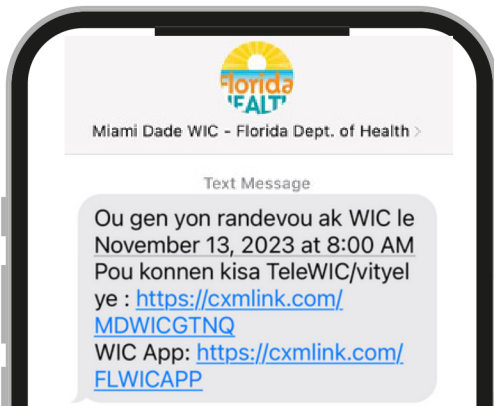 Florida
HEALTH
Miami Dade WIC - Florida Dept. of Health >
Text Message
Ou gen yon randevou ak WIC le
November 13, 2023 at 8:00 AM
Pou konnen kisa TeleWIC/vityel
ye : https://cxmlink.com/
MDWICGTNQ
WIC App: https://cxmlink.com/
FLWICAPP